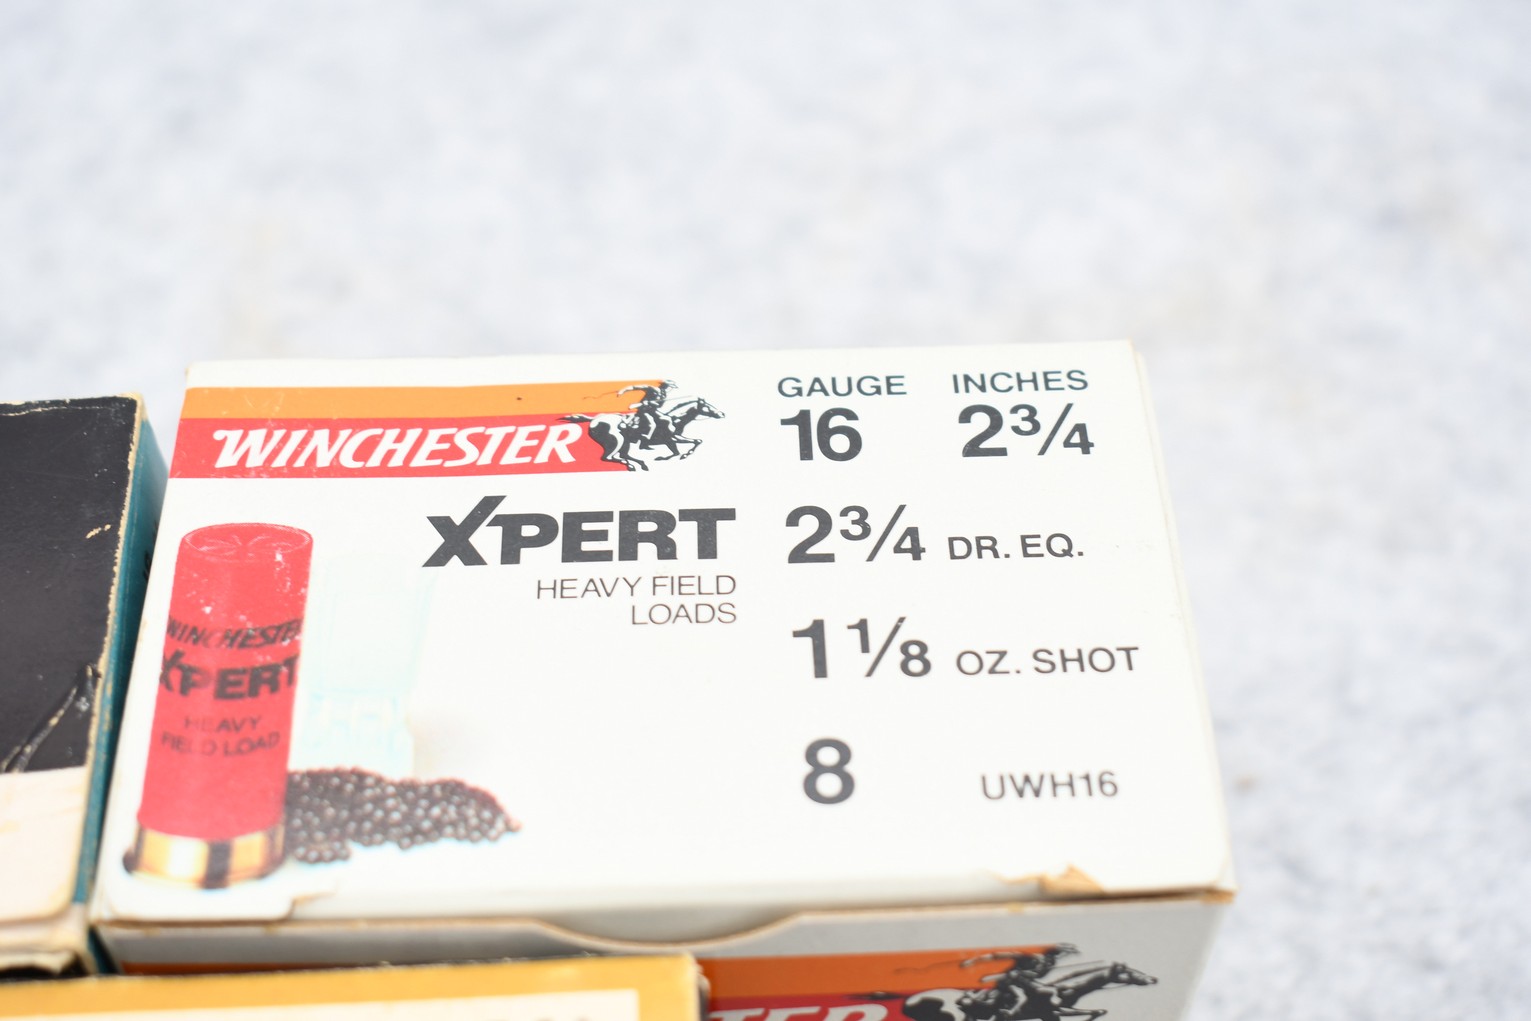 WINCHESTER
XPERT
HEAVY FIELD
LOADS
GAUGE INCHES
16 2¾
2¾ DR. EQ.
1⅛ OZ. SHOT
8 UWH16
WINCHESTER
XPERT
HEAVY
FIELD LOAD